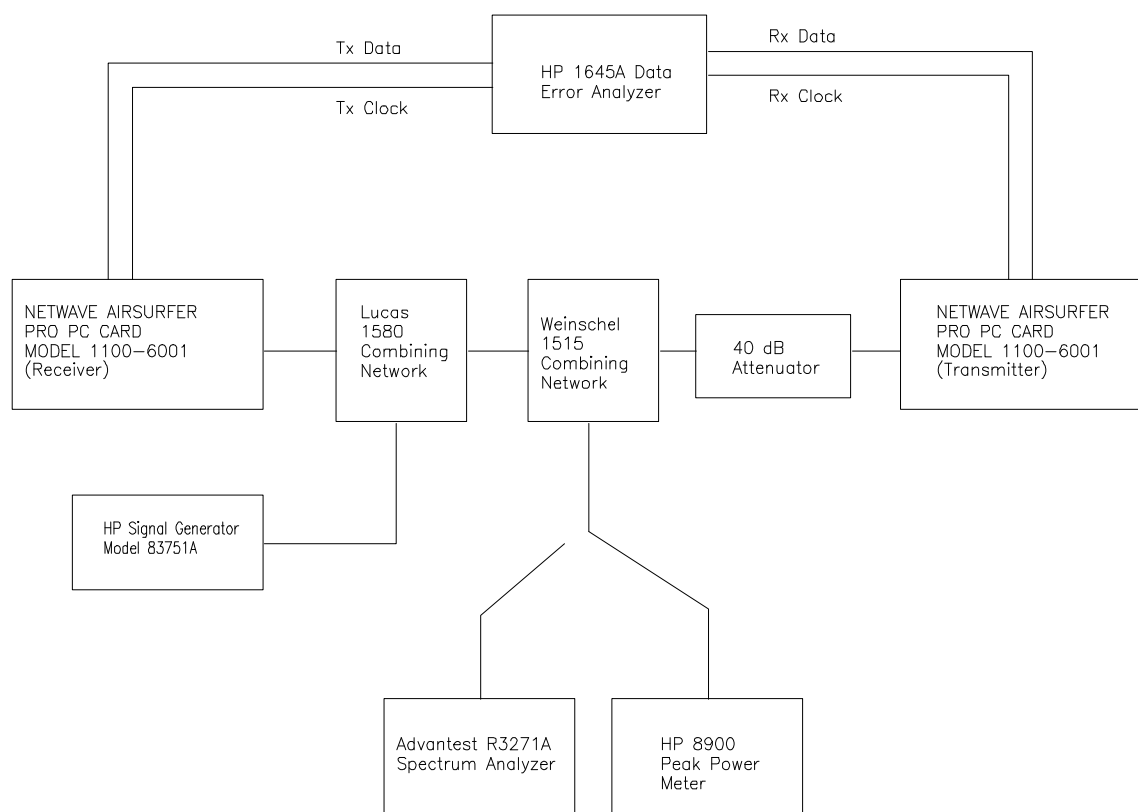 Tx Data
Rx Data
HP 1645A Data
Error Analyzer
Tx Clock
Rx Clock
NETWAVE AIRSURFER
PRO PC CARD
MODEL 1100-6001
(Receiver)
Lucas
1580
Combining
Network
Weinschel
1515
Combining
Network
40 dB
Attenuator
NETWAVE AIRSURFER
PRO PC CARD
MODEL 1100-6001
(Transmitter)
HP Signal Generator
Model 83751A
Advantest R3271A
Spectrum Analyzer
HP 8900
Peak Power
Meter